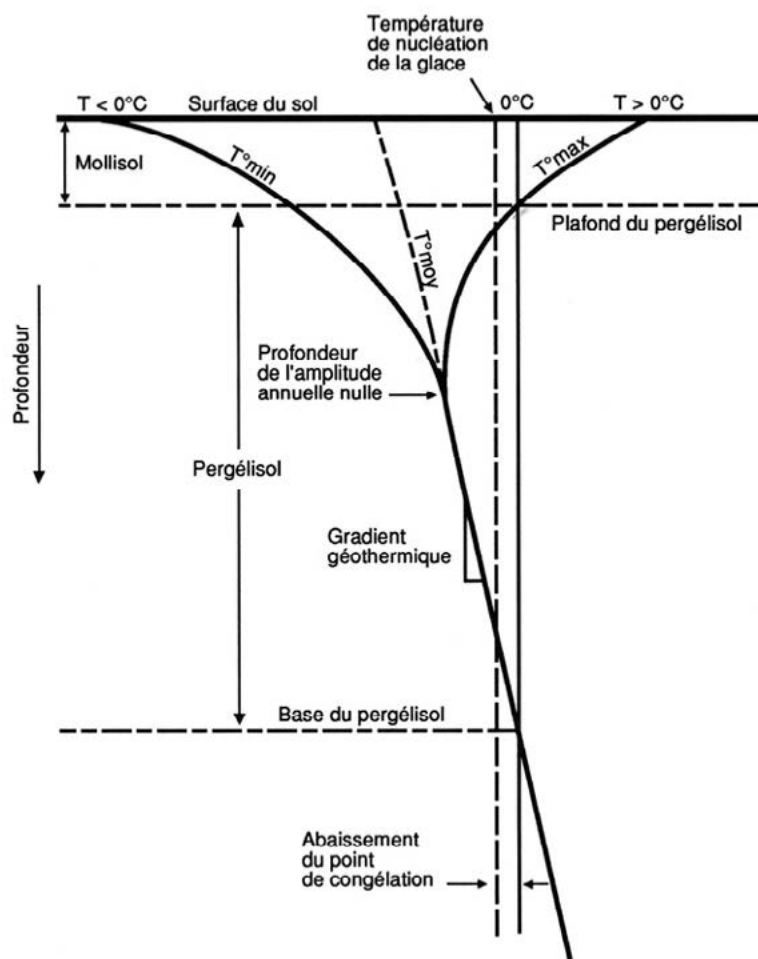 Température
de nucléation
de la glace
T < 0°C
Surface du sol
0°C
T > 0°C
Mollisol
T°min
T°max
T°moy
Plafond du pergélisol
Profondeur
Profondeur
de l'amplitude
annuelle nulle
Pergélisol
Gradient
géothermique
Base du pergélisol
Abaissement
du point
de congélation